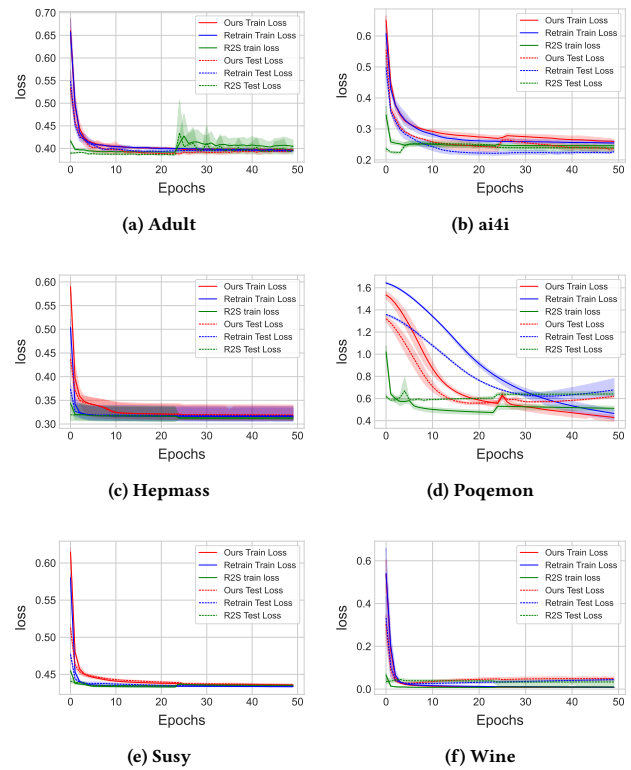 0.70
0.65
0.60
0.55
0.50
0.45
0.40
loss
0 10 20 30 40 50
Epochs
Ours Train Loss
Retrain Train Loss
R2S train loss
Ours Test Loss
Retrain Test Loss
R2S Test Loss
(a) Adult
0.6
0.5
0.4
0.3
0.2
loss
0 10 20 30 40 50
Epochs
Ours Train Loss
Retrain Train Loss
R2S train loss
Ours Test Loss
Retrain Test Loss
R2S Test Loss
(b) ai4i
0.60
0.55
0.50
0.45
0.40
0.35
0.30
loss
0 10 20 30 40 50
Epochs
Ours Train Loss
Retrain Train Loss
R2S train loss
Ours Test Loss
Retrain Test Loss
R2S Test Loss
(c) Hepmass
1.6
1.4
1.2
1.0
0.8
0.6
0.4
loss
0 10 20 30 40 50
Epochs
Ours Train Loss
Retrain Train Loss
R2S train loss
Ours Test Loss
Retrain Test Loss
R2S Test Loss
(d) Poqemon
0.60
0.55
0.50
0.45
loss
0 10 20 30 40 50
Epochs
Ours Train Loss
Retrain Train Loss
R2S train loss
Ours Test Loss
Retrain Test Loss
R2S Test Loss
(e) Susy
0.6
0.4
0.2
0.0
loss
0 10 20 30 40 50
Epochs
Ours Train Loss
Retrain Train Loss
R2S train loss
Ours Test Loss
Retrain Test Loss
R2S Test Loss
(f) Wine